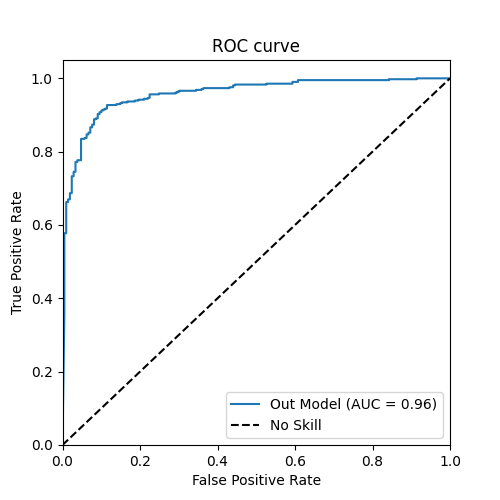 ROC curve
True Positive Rate
1.0
0.8
0.6
0.4
0.2
0.0
0.0 0.2 0.4 0.6 0.8 1.0
False Positive Rate
Out Model (AUC = 0.96)
No Skill